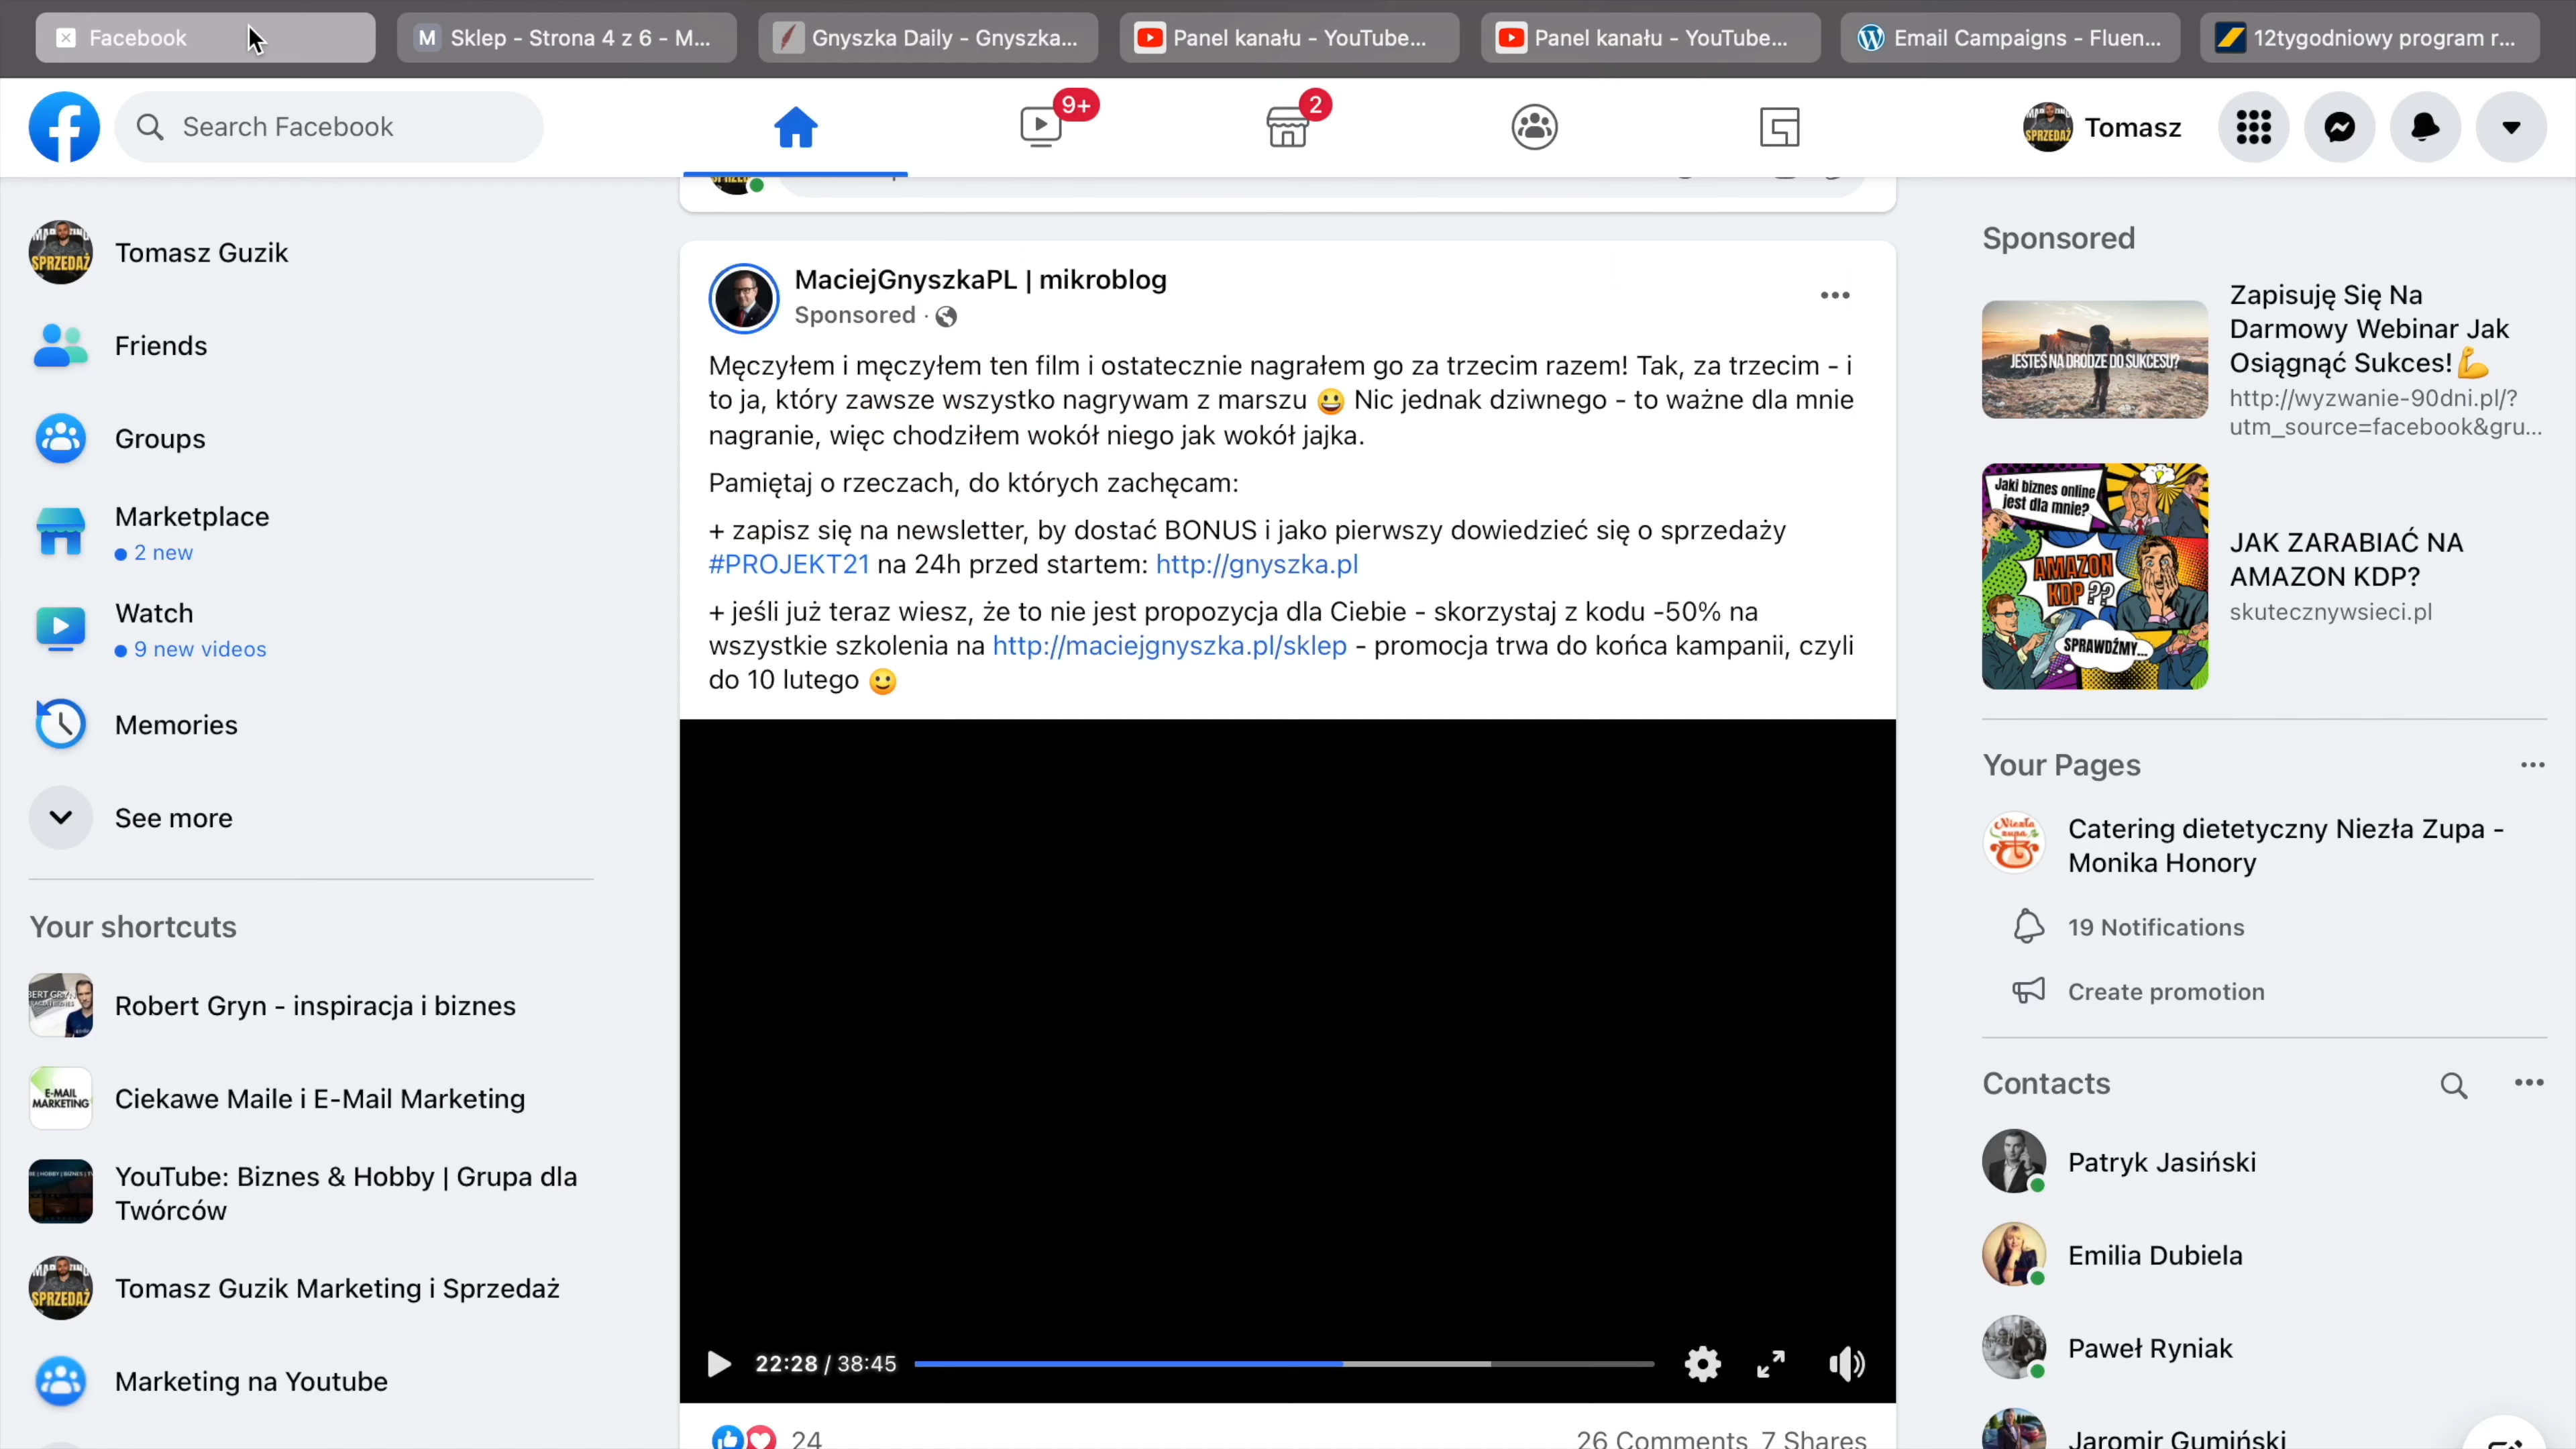 Facebook
M Sklep - Strona 4 z 6 - M...
Gnyszka Daily - Gnyszka...
Panel kanału - YouTube...
Panel kanału - YouTube...
Email Campaigns - Fluen...
12tygodniowy program r...
Search Facebook
9+
2
Tomasz
Tomasz Guzik
Friends
Groups
Marketplace
2 new
Watch
9 new videos
Memories
See more
Your shortcuts
Robert Gryn - inspiracja i biznes
E-MAIL
MARKETING
Ciekawe Maile i E-Mail Marketing
YouTube: Biznes & Hobby | Grupa dla
Twórców
SPRZEDAŻ
Tomasz Guzik Marketing i Sprzedaż
Marketing na Youtube
MaciejGnyszkaPL | mikroblog
Sponsored ·
Męczyłem i męczyłem ten film i ostatecznie nagrałem go za trzecim razem! Tak, za trzecim - i
to ja, który zawsze wszystko nagrywam z marszu 😃 Nic jednak dziwnego - to ważne dla mnie
nagranie, więc chodziłem wokół niego jak wokół jajka.
Pamiętaj o rzeczach, do których zachęcam:
+ zapisz się na newsletter, by dostać BONUS i jako pierwszy dowiedzieć się o sprzedaży
#PROJEKT21 na 24h przed startem: http://gnyszka.pl
+ jeśli już teraz wiesz, że to nie jest propozycja dla Ciebie - skorzystaj z kodu -50% na
wszystkie szkolenia na http://maciejgnyszka.pl/sklep - promocja trwa do końca kampanii, czyli
do 10 lutego 🙂
22:28 / 38:45
24
26 Comments 7 Shares
Sponsored
JESTEŚ NA DRODZE DO SUKCESU?
Zapisuję Się Na
Darmowy Webinar Jak
Osiągnąć Sukces!💪
http://wyzwanie-90dni.pl/?
utm_source=facebook&gru...
Jaki biznes online
jest dla mnie?
AMAZON
KDP ??
SPRAWDŹMY...
JAK ZARABIAĆ NA
AMAZON KDP?
skutecznywsieci.pl
Your Pages
Niezła
zupa
Catering dietetyczny Niezła Zupa -
Monika Honory
19 Notifications
Create promotion
Contacts
Patryk Jasiński
Emilia Dubiela
Paweł Ryniak
Jaromir Gumiński